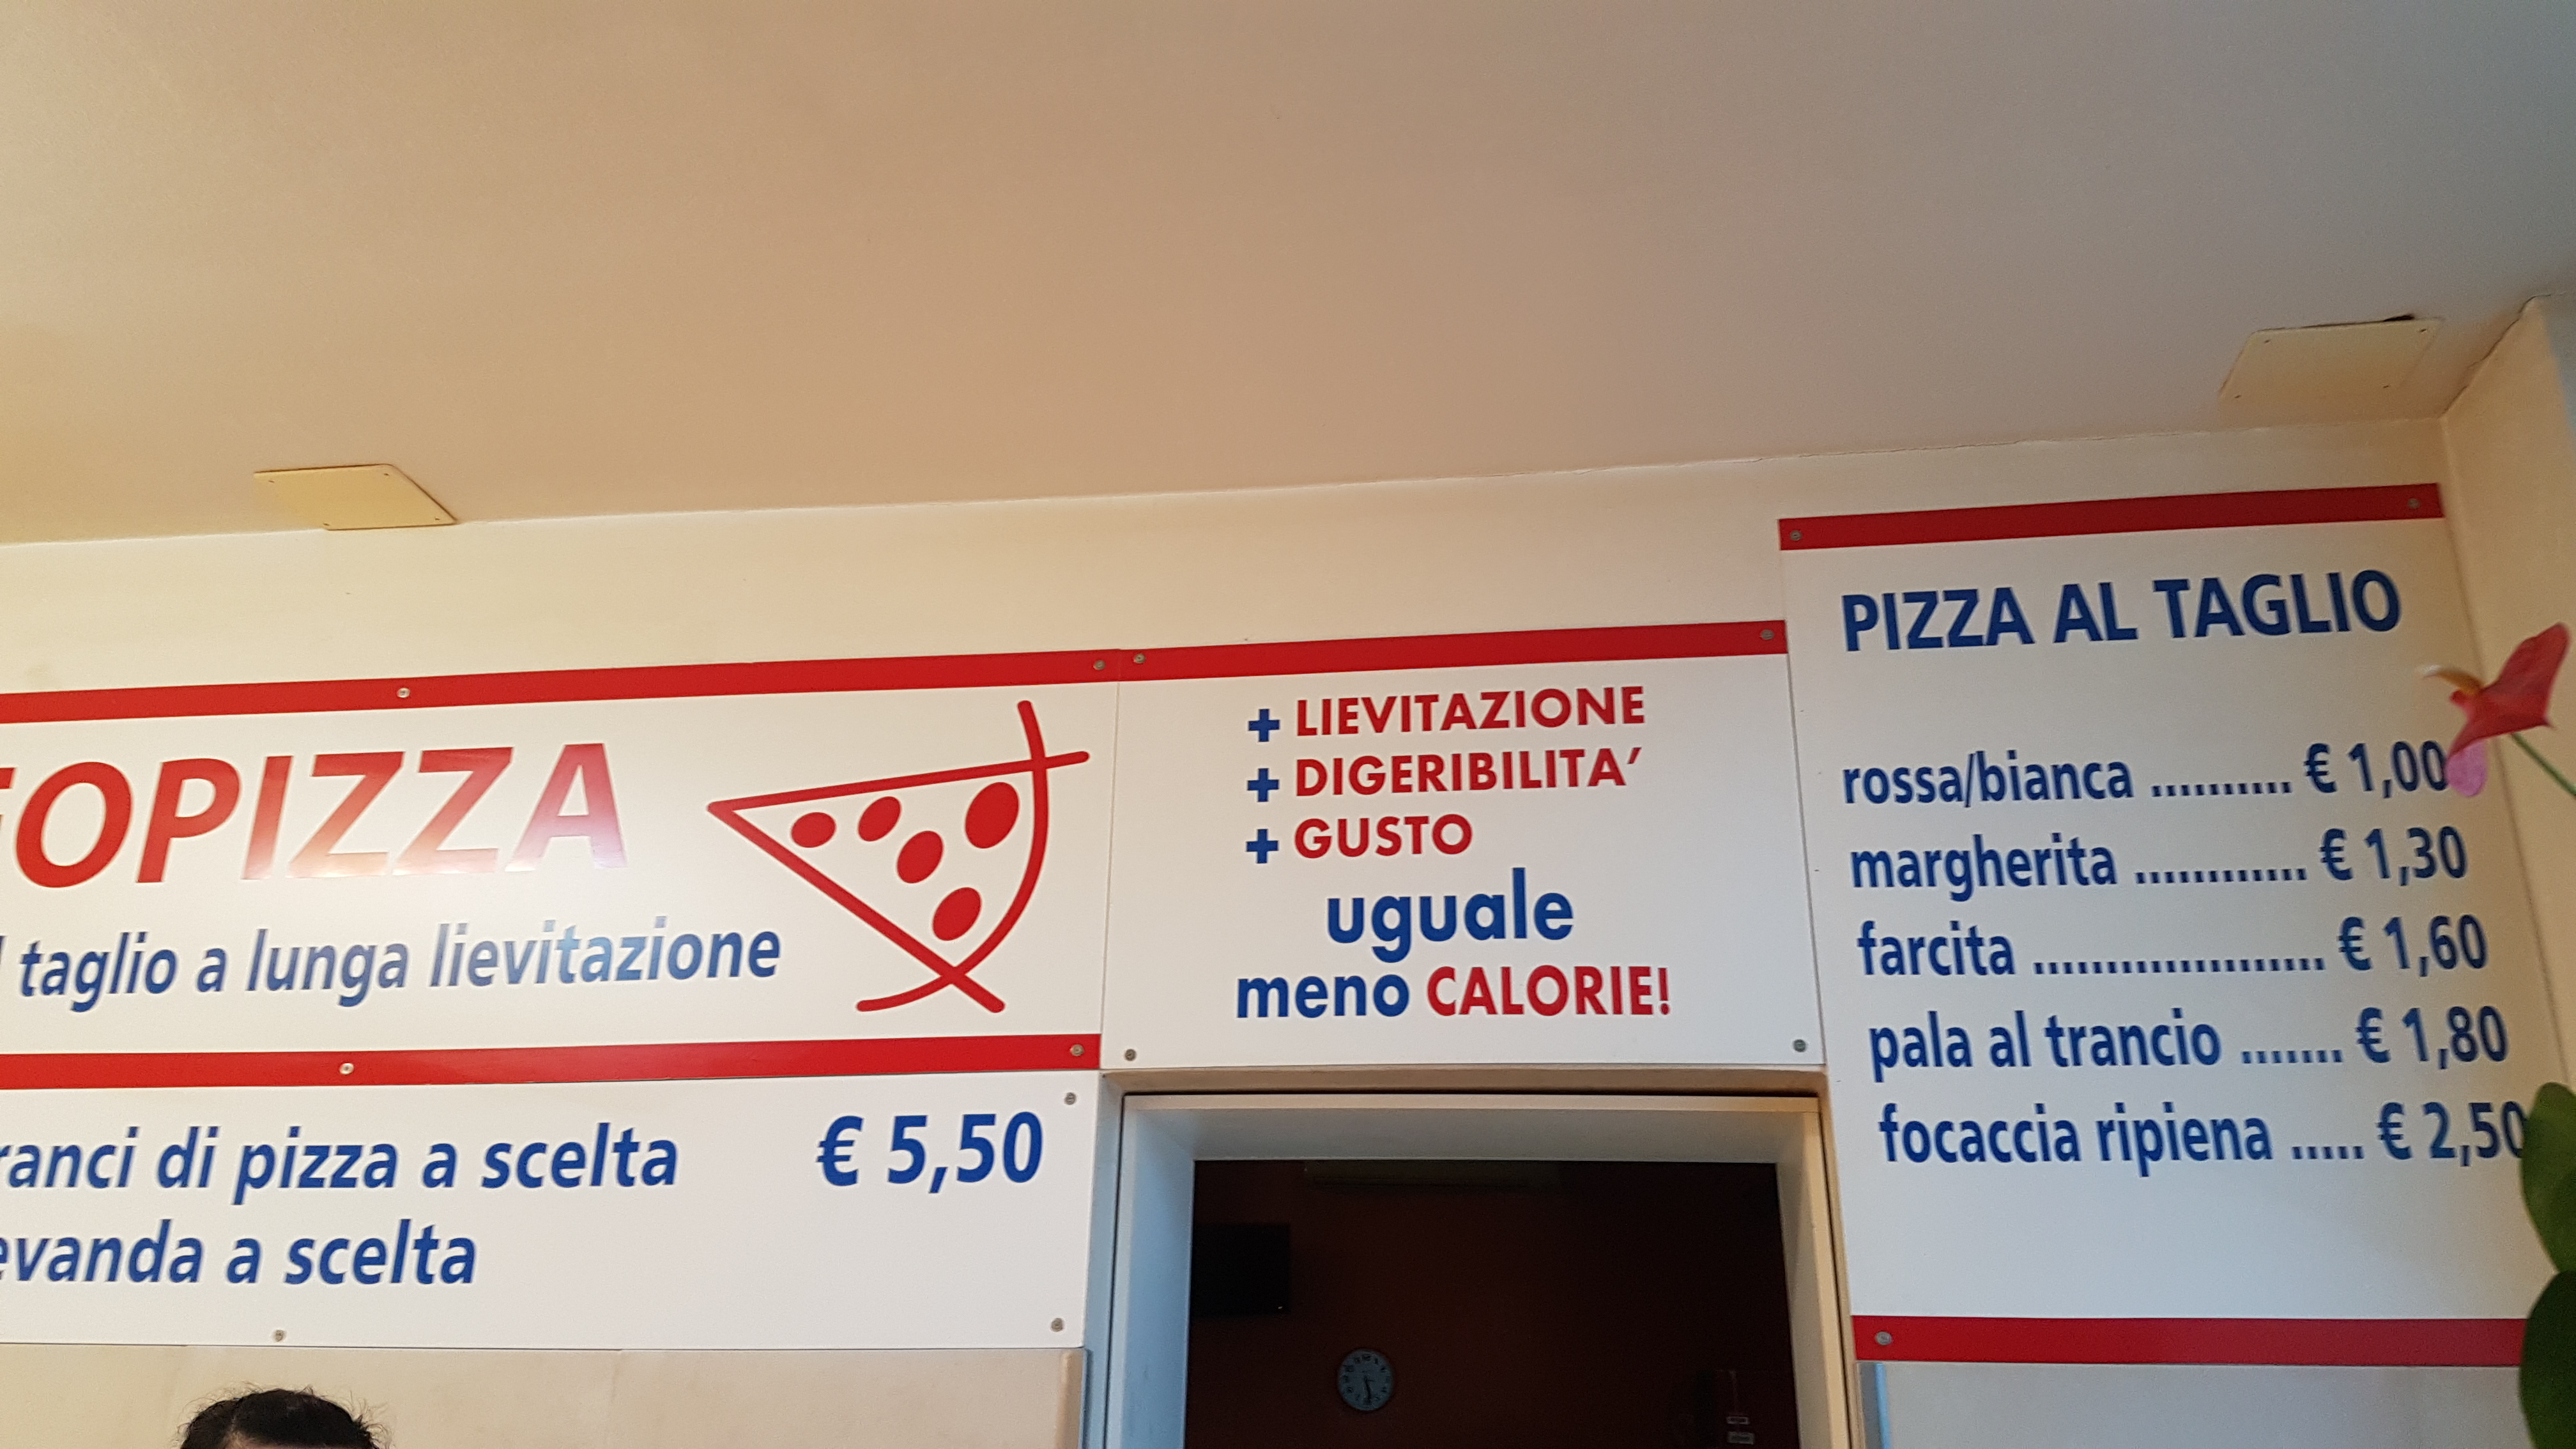 OPIZZA
taglio a lunga lievitazione
di pizza a scelta € 5,50
a scelta
+ LIEVITAZIONE
+ DIGERIBILITA'
+ GUSTO
uguale
meno CALORIE!
PIZZA AL TAGLIO
rossa/bianca .......... € 1,00
margherita ............ € 1,30
farcita .................... € 1,60
pala al trancio ....... € 1,80
focaccia ripiena ..... € 2,50